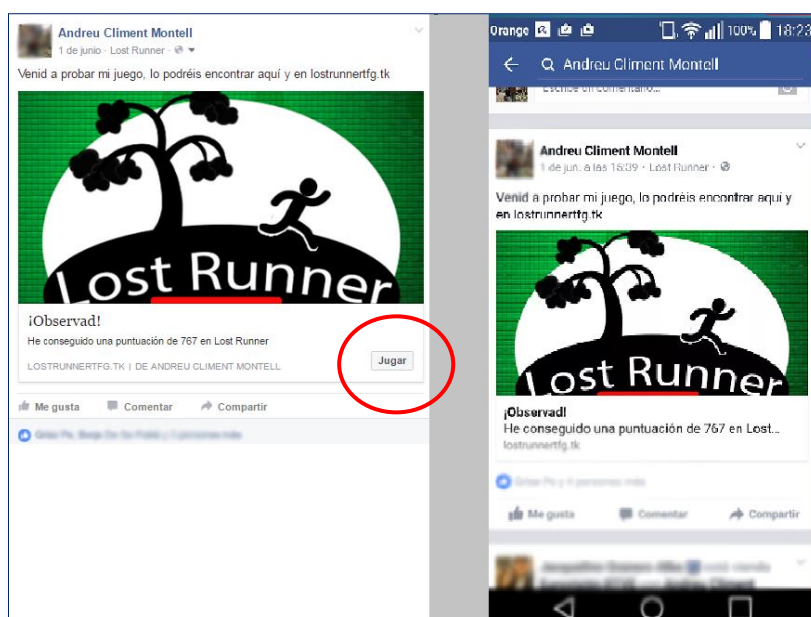 Andreu Climent Montell
1 de junio · Lost Runner ·
Venid a probar mi juego, lo podréis encontrar aquí y en lostrunnertfg.tk
Lost Runner
¡Observad!
He conseguido una puntuación de 767 en Lost Runner
LOSTRUNNERTFG.TK | DE ANDREU CLIMENT MONTELL
Jugar
Me gusta Comentar Compartir
Orange 100% 18:23
Andreu Climent Montell
Escribe un comentario...
Andreu Climent Montell
1 de jun. a las 15:39 · Lost Runner ·
Venid a probar mi juego, lo podréis encontrar aquí y
en lostrunnertfg.tk
Lost Runner
¡Observad!
He conseguido una puntuación de 767 en Lost...
lostrunnertfg.tk
Me gusta Comentar Compartir